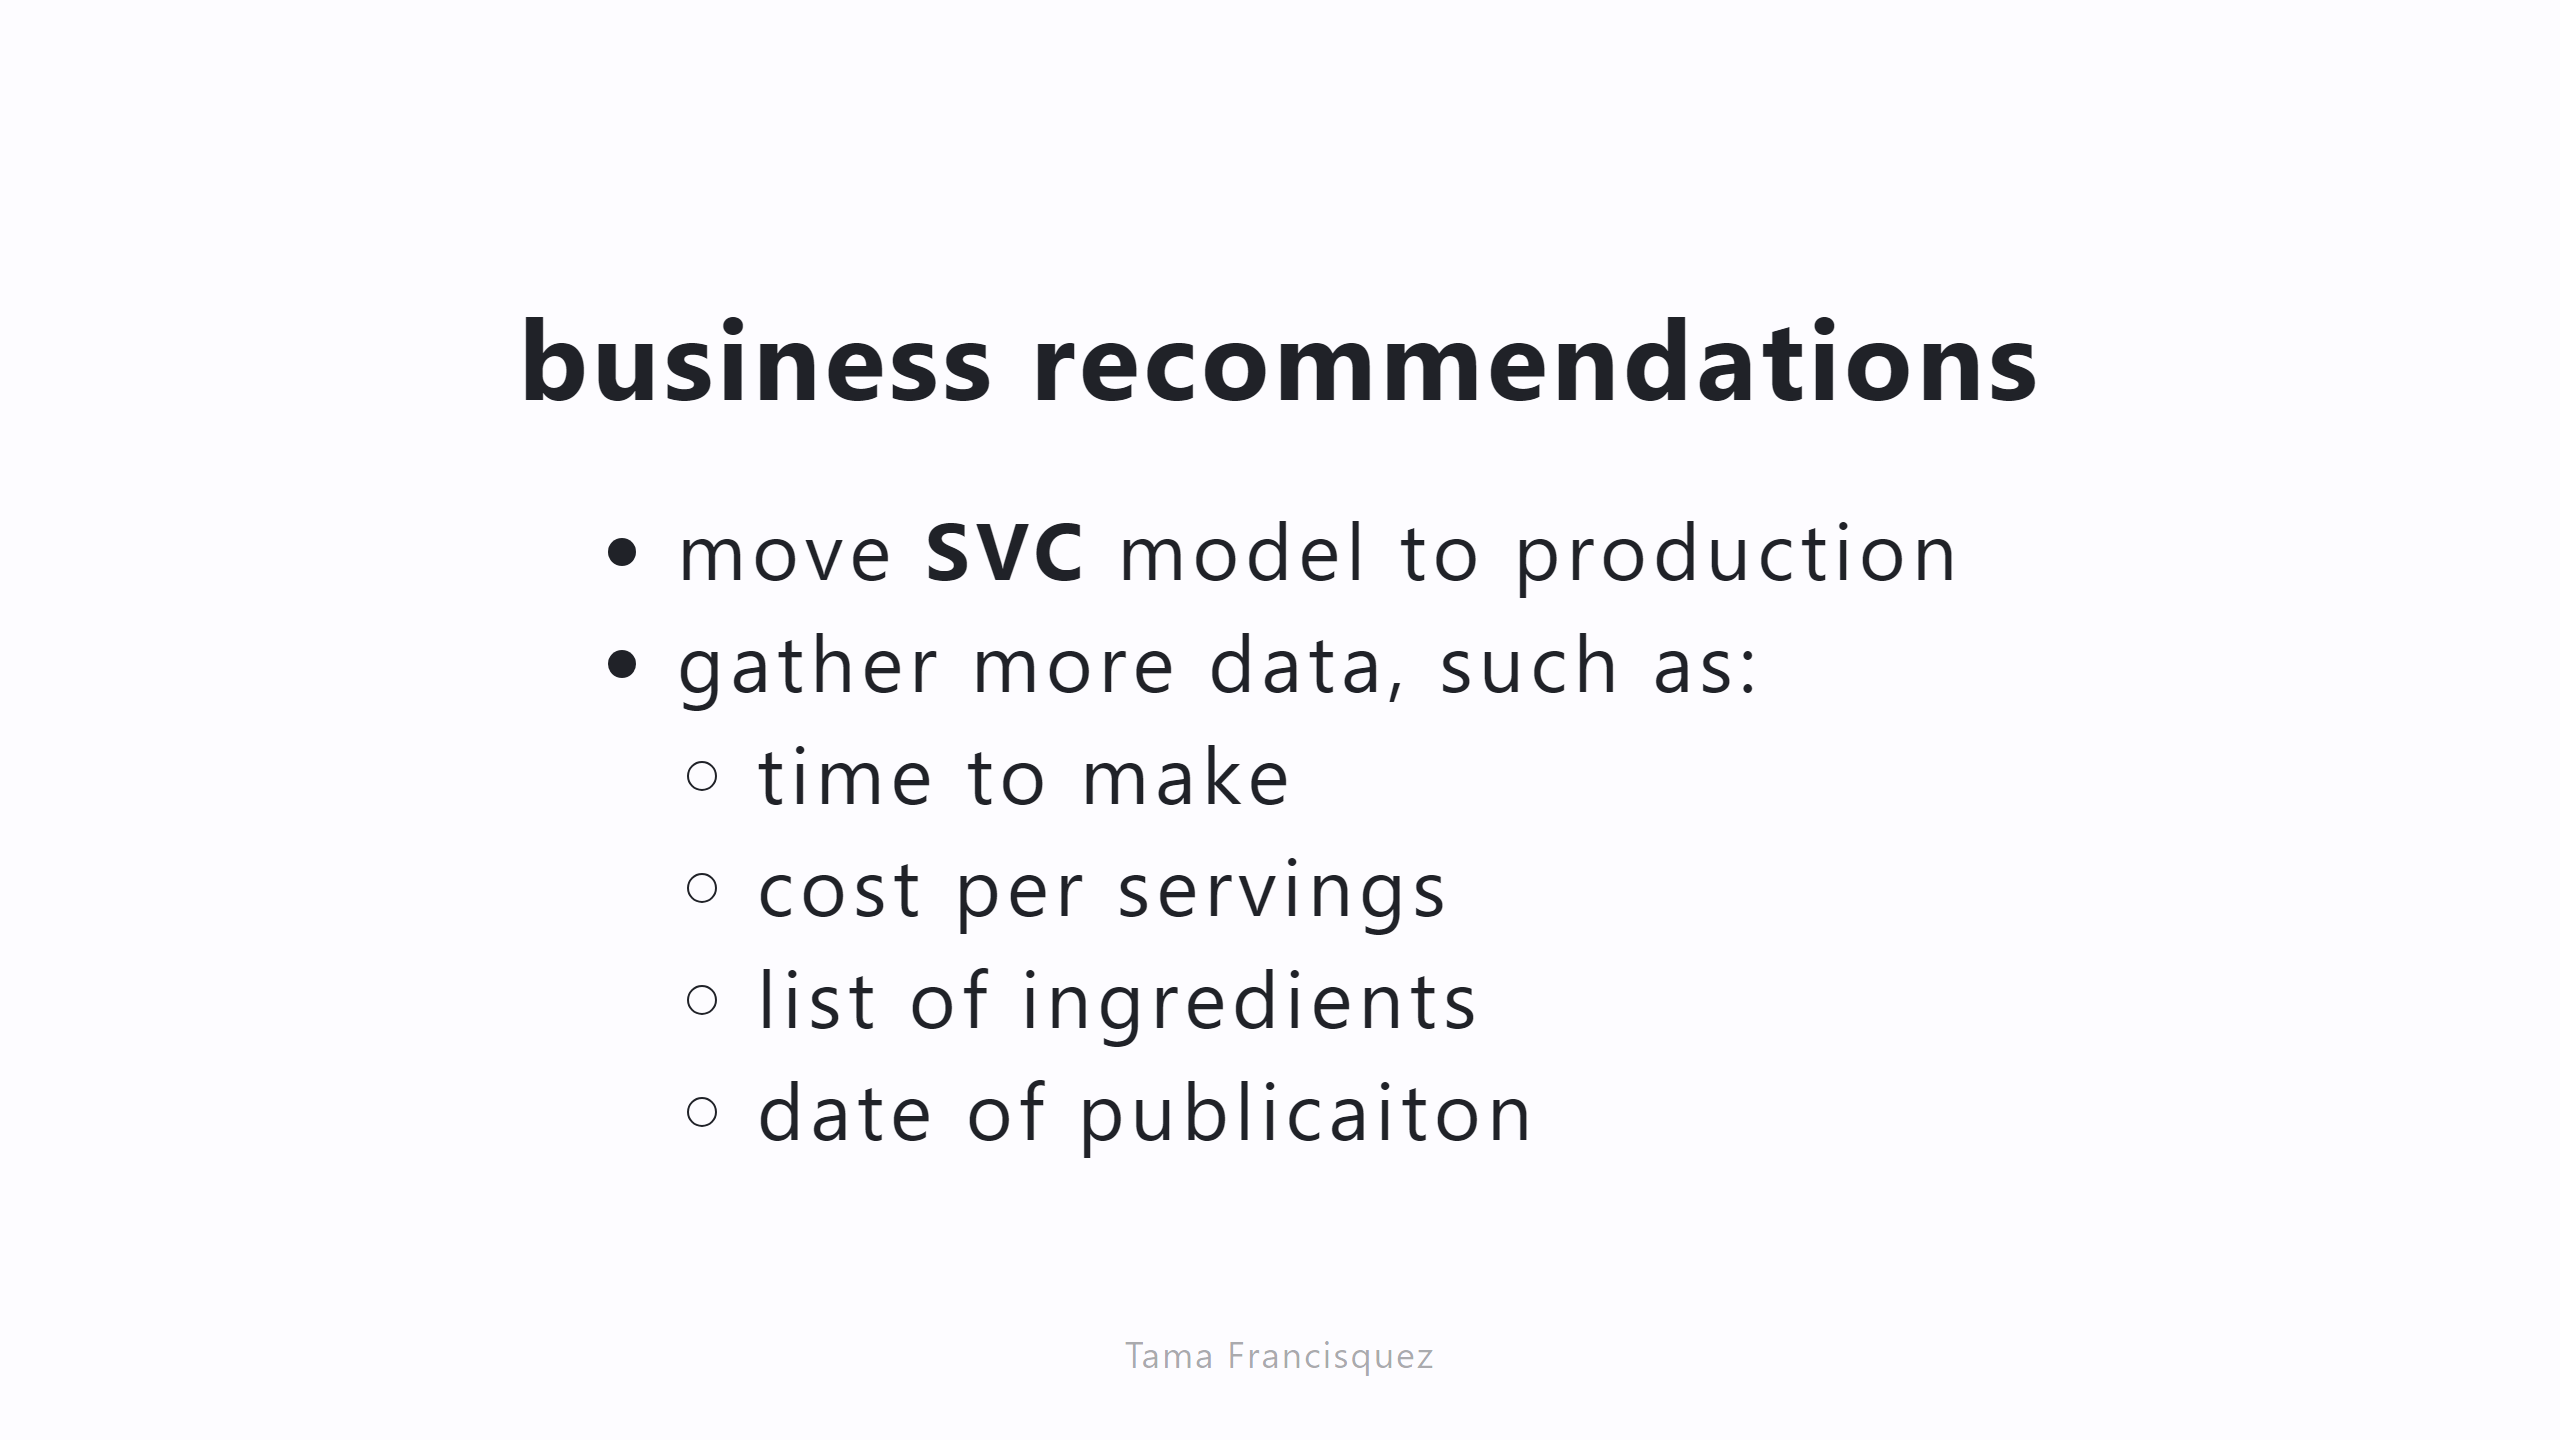 business recommendations
move SVC model to production
gather more data, such as:
time to make
cost per servings
list of ingredients
date of publicaiton
Tama Francisquez